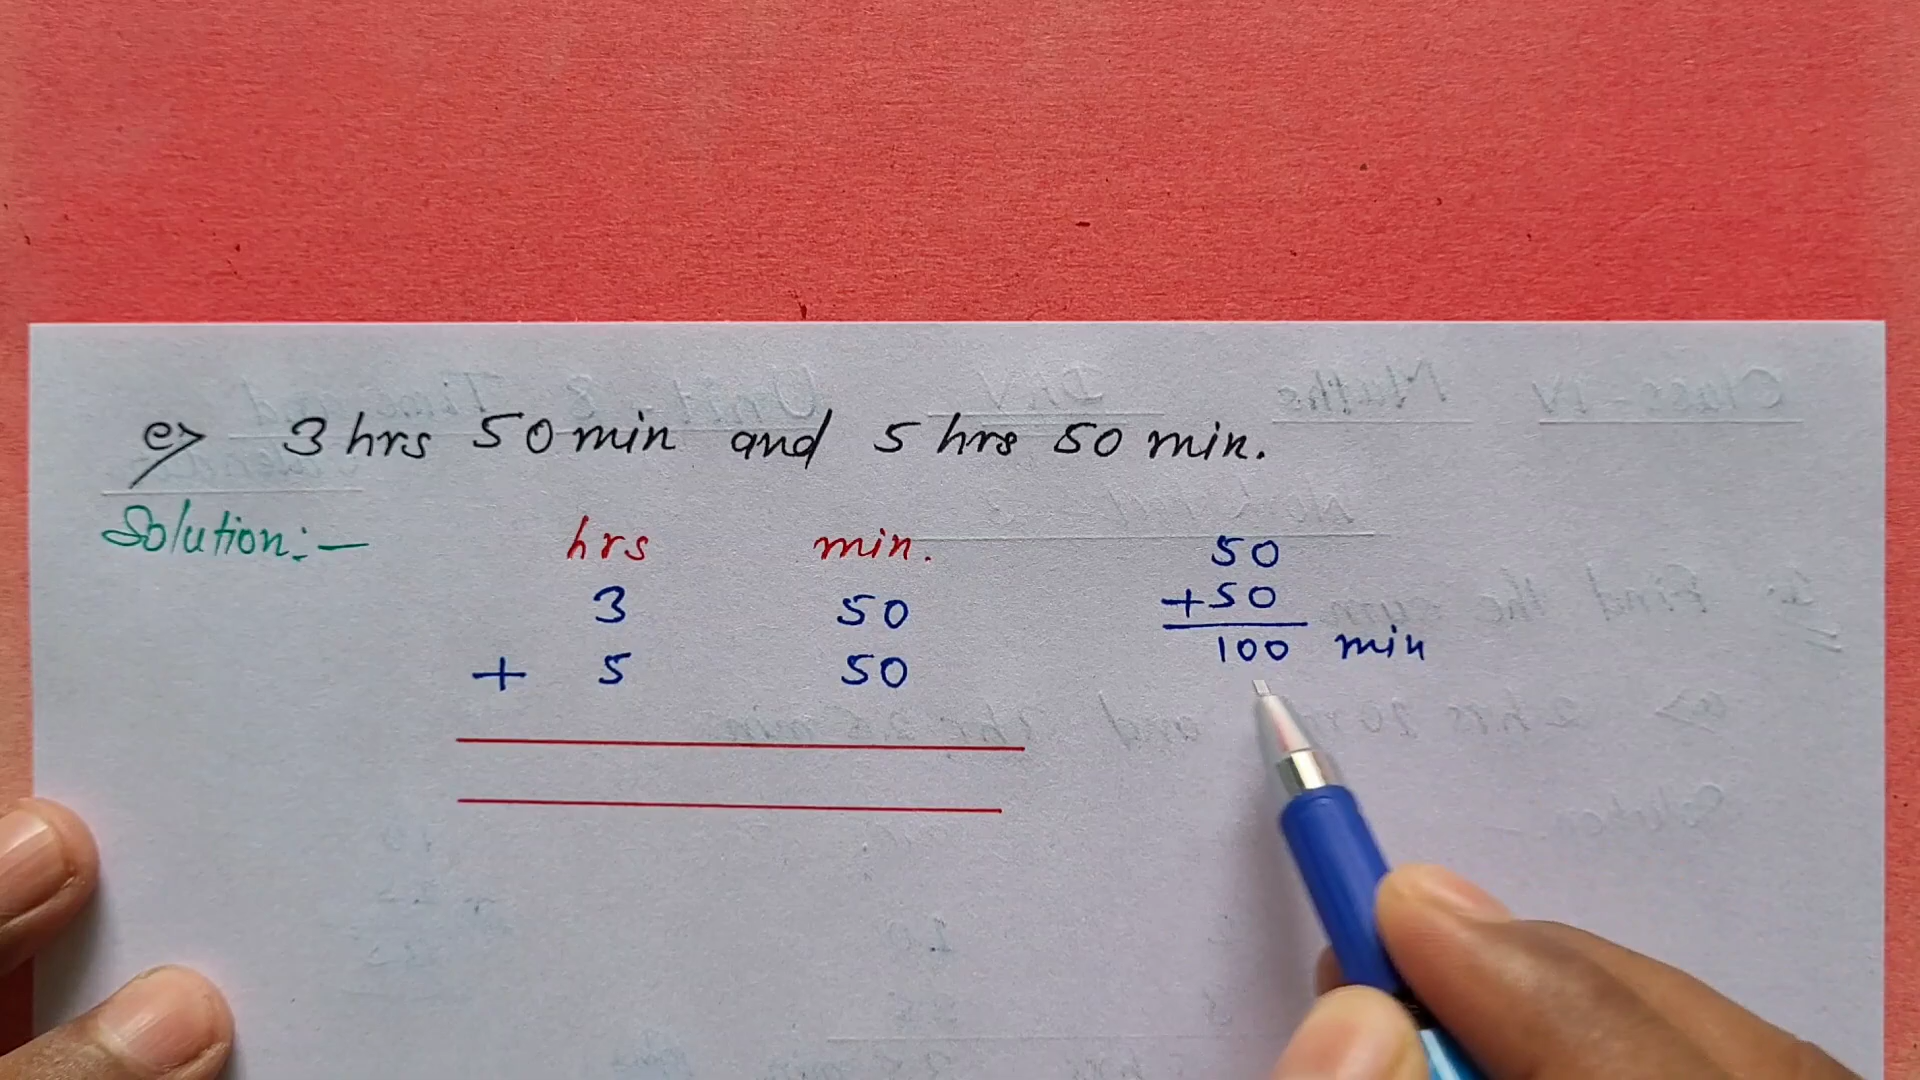 e> 3 hrs 50 min and 5 hrs 50 min.
Solution:-
hrs min.
3 50
+ 5 50
50
+50
100 min